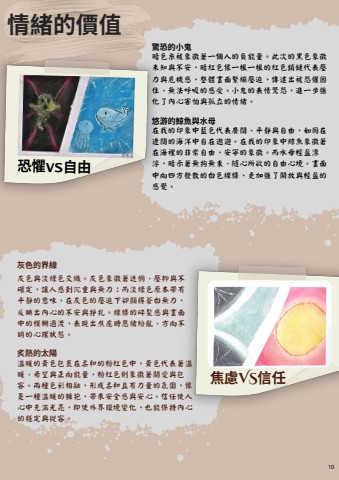 情緒的價值
驚恐的小鬼
暗色系被象徵著一個人的負能量。此次的黑色象徵
未知與不安，暗紅色像一樣一樣的紅色鎖鏈代表壓
力與危機感，整體畫面緊縮壓迫，傳達出被恐懼困
住、無法呼吸的感受。小鬼的表情驚恐，進一步強
化了內心害怕與孤立的情緒。
悠游的鯨魚與水母
在我的印象中藍色代表廣闊、平靜與自由，如同在
遼闊的海洋中自在遨遊。在我的印象中鯨魚象徵著
在海裡的非常自由，安寧的象徵。而水母輕盈漂
浮，暗示著無拘無束、隨心所欲的自由心境。畫面
中向四方發散的白色線條，更加強了開放與輕盈的
感覺。
恐懼vs自由
灰色的界線
灰色與淡綠色交織。灰色象徵著迷惘、壓抑與不
確定，讓人感到沉重與無力；而淡綠色原本帶有
平靜的意味，在灰色的壓迫下卻顯得蒼白無力，
反映出內心的不安與掙扎。線條的碎裂感與畫面
中的模糊過渡，表現出焦慮時思緒紛亂、方向不
明的心理狀態。
炙熱的太陽
溫暖的黃色包裹在柔和的粉紅色中，黃色代表著溫
暖、希望與正向能量，粉紅色則象徵著關愛與包
容。兩種色彩相融，形成柔和且有力量的氛圍，像
是一種溫暖的擁抱，帶來安全感與安心。信任使人
心中充滿光亮，即使外界環境變化，也能保持內心
的穩定與從容。
焦慮VS信任
10